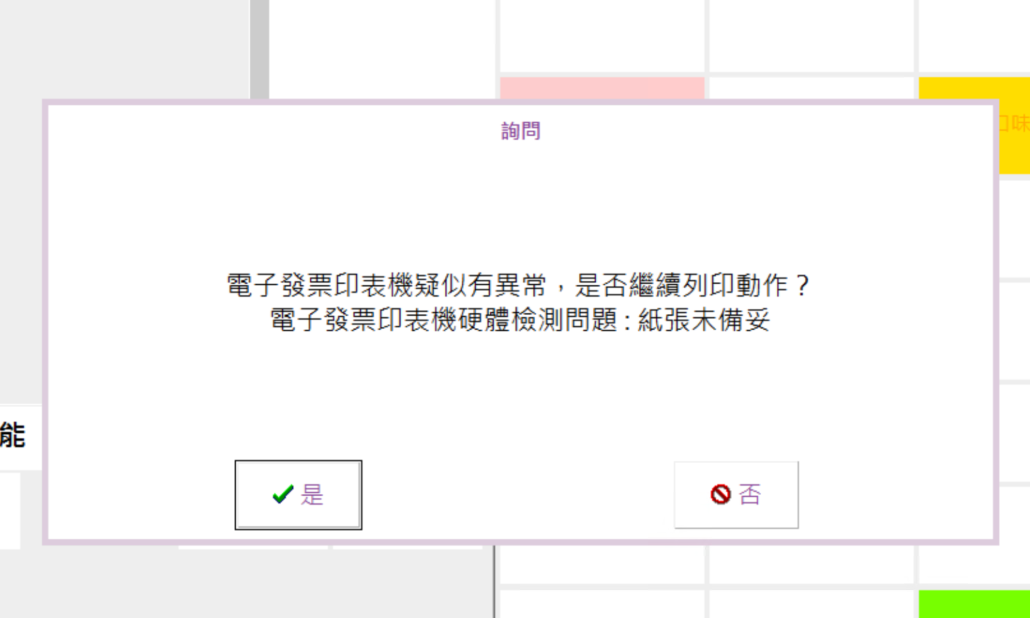 詢問
口味
電子發票印表機疑似有異常，是否繼續列印動作？
電子發票印表機硬體檢測問題:紙張未備妥
能
是
否